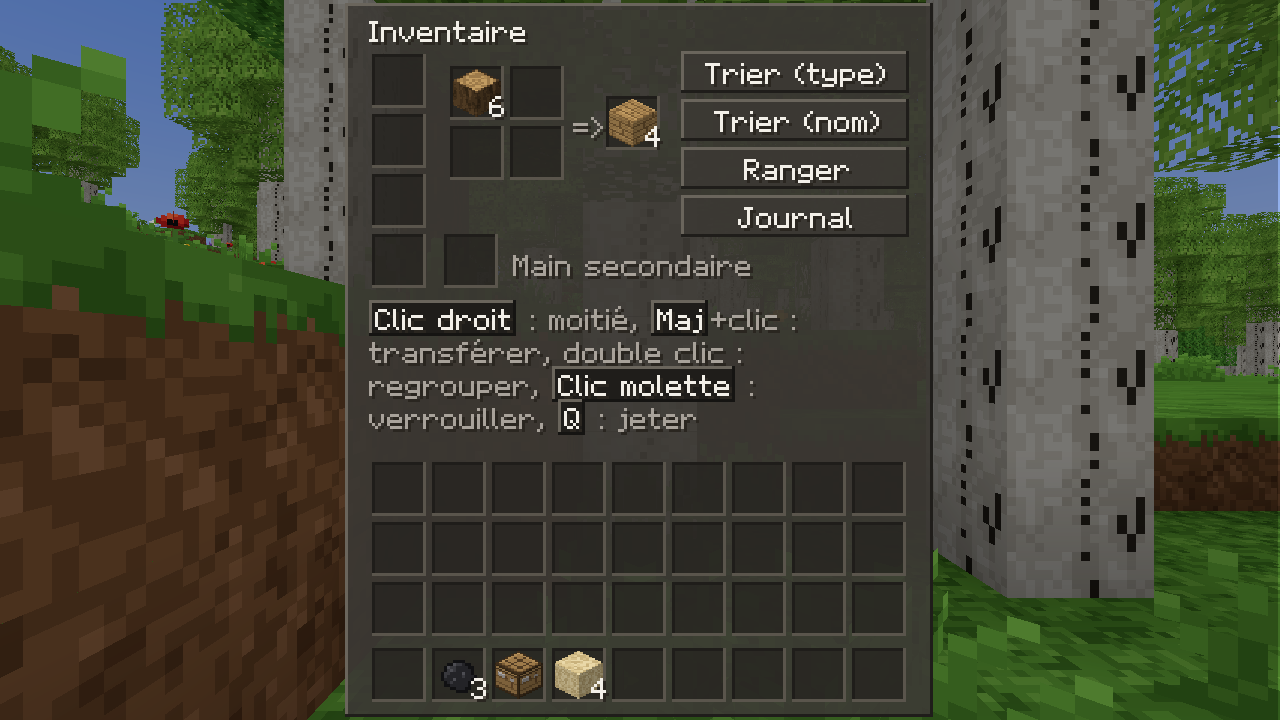 Inventaire
6
=>
4
Trier (type)
Trier (nom)
Ranger
Journal
Main secondaire
Clic droit : moitié, Maj+clic :
transférer, double clic :
regrouper, Clic molette :
verrouiller, Q : jeter
3
4